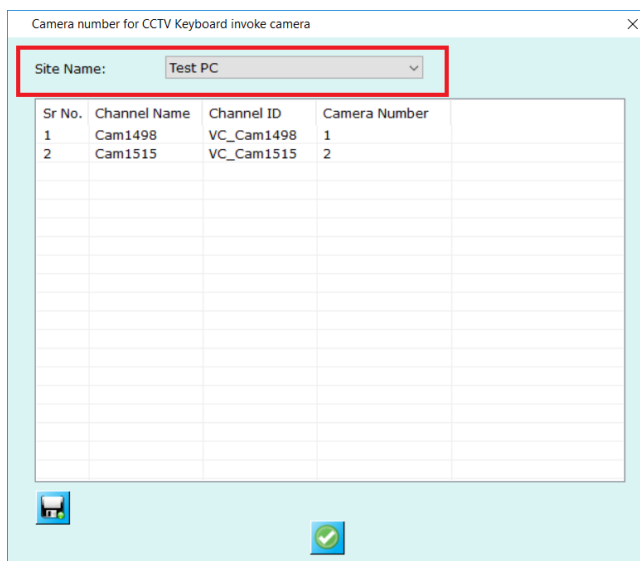 Camera number for CCTV Keyboard invoke camera
Site Name: Test PC
Sr No. Channel Name Channel ID Camera Number
1 Cam1498 VC_Cam1498 1
2 Cam1515 VC_Cam1515 2